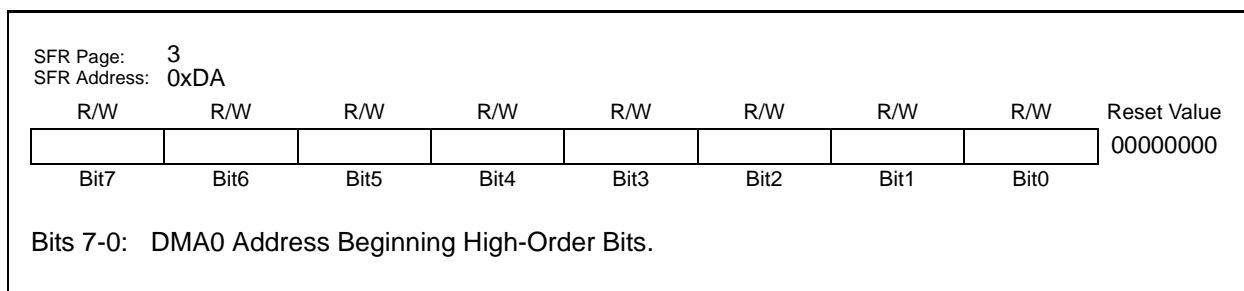 SFR Page: 3
SFR Address: 0xDA
R/W R/W R/W R/W R/W R/W R/W R/W Reset Value
00000000
Bit7 Bit6 Bit5 Bit4 Bit3 Bit2 Bit1 Bit0
Bits 7-0: DMA0 Address Beginning High-Order Bits.